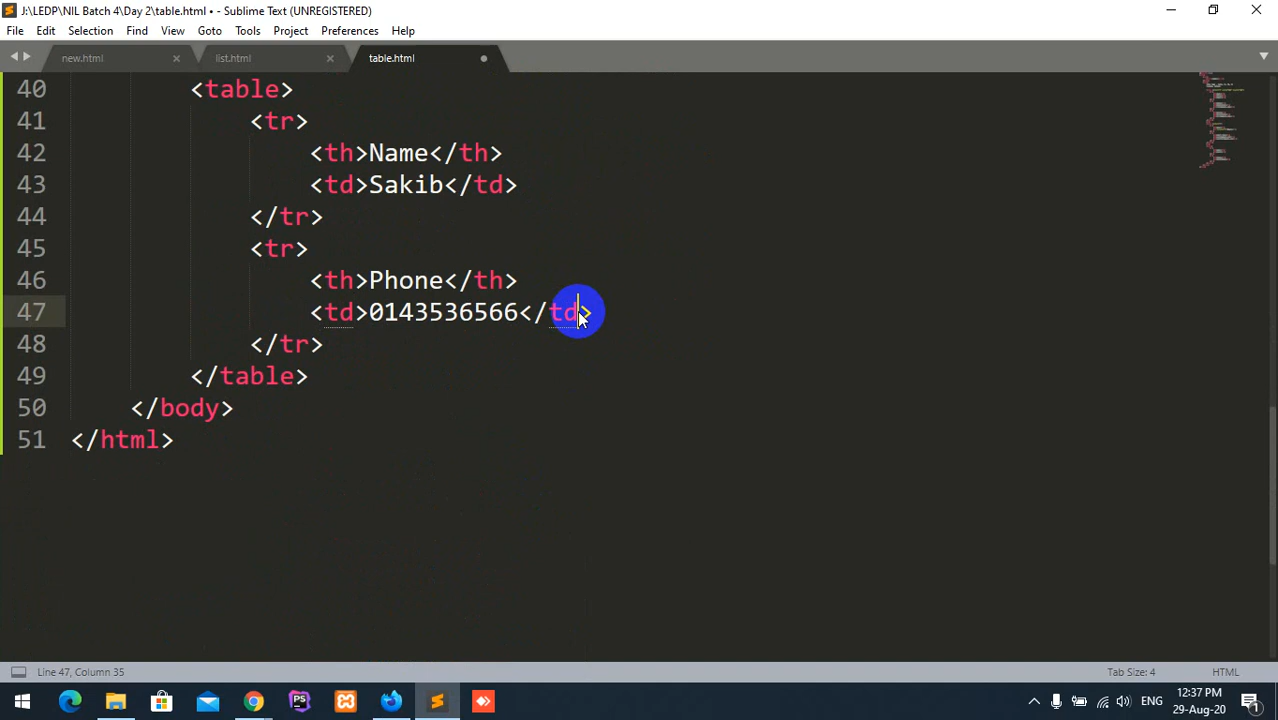 J:\LEDP\NIL Batch 4\Day 2\table.html • - Sublime Text (UNREGISTERED)
File Edit Selection Find View Goto Tools Project Preferences Help
new.html list.html table.html
40 <table>
41 <tr>
42 <th>Name</th>
43 <td>Sakib</td>
44 </tr>
45 <tr>
46 <th>Phone</th>
47 <td>0143536566</td>
48 </tr>
49 </table>
50 </body>
51 </html>
Line 47, Column 35 Tab Size: 4 HTML
PS ENG 12:37 PM
29-Aug-20 1